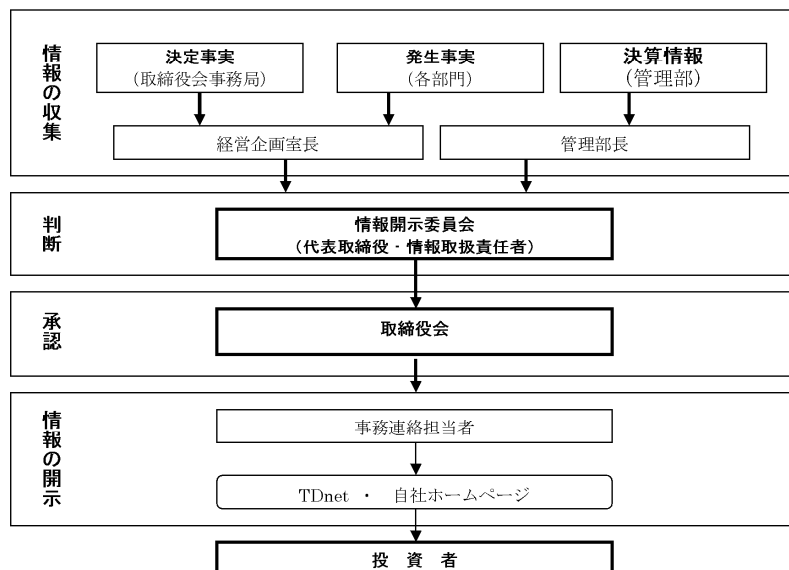 情報の収集
決定事実
（取締役会事務局）
発生事実
（各部門）
決算情報
（管理部）
経営企画室長
管理部長
判断
情報開示委員会
（代表取締役‐情報取扱責任者）
承認
取締役会
情報の開示
事務連絡担当者
TDnet ・ 自社ホームページ
投 資 者